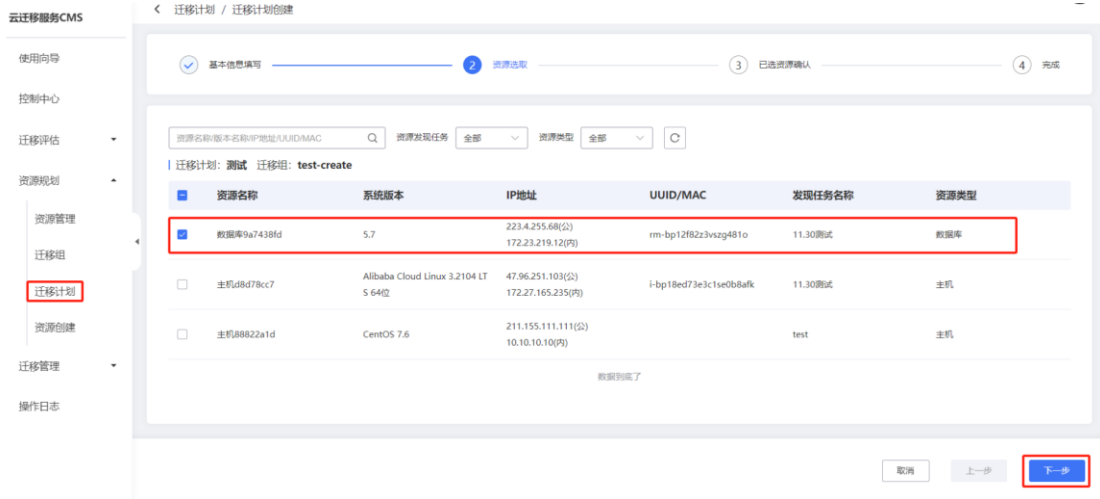 云迁移服务CMS
迁移计划 / 迁移计划创建
使用向导
控制中心
迁移评估
资源规划
资源管理
迁移组
迁移计划
资源创建
迁移管理
操作日志
基本信息填写
2 资源选取
3 已选资源确认
4 完成
资源名称/版本名称/IP地址/UUID/MAC 资源发现任务 全部 资源类型 全部
迁移计划：测试 迁移组：test-create
资源名称 系统版本 IP地址 UUID/MAC 发现任务名称 资源类型
数据库9a7438fd 5.7 223.4.255.68(公) rm-bp12f82z3vszg481o 11.30测试 数据库
172.23.219.12(内)
主机d8d78cc7 Alibaba Cloud Linux 3.2104 LT 47.96.251.103(公) i-bp18ed73e3c1se0b8afk 11.30测试 主机
S 64位 172.27.165.235(内)
主机88822a1d CentOS 7.6 211.155.111.111(公) test 主机
10.10.10.10(内)
数据到底了
取消 上一步 下一步